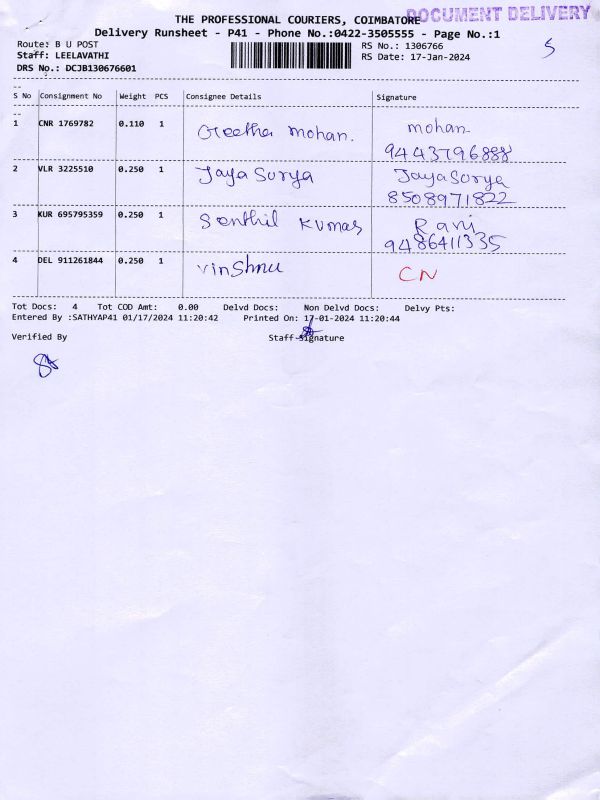 DOCUMENT DELIVERY
THE PROFESSIONAL COURIERS, COIMBATORE
Delivery Runsheet - P41 - Phone No.:0422-3505555 - Page No.:1
Route: B U POST RS No.: 1306766 5
Staff: LEELAVATHI RS Date: 17-Jan-2024
DRS No.: DCJB130676601
S No Consignment No Weight PCS Consignee Details Signature
1 CNR 1769782 0.110 1 Geetha mohan. mohan
9443796888
2 VLR 3225510 0.250 1 Jaya Surya JayaSurya
8508971822
3 KUR 695795359 0.250 1 Senthil Kumar Rani
9486411335
4 DEL 911261844 0.250 1 Vinshnu CN
Tot Docs: 4 Tot COD Amt: 0.00 Delvd Docs: Non Delvd Docs: Delvy Pts:
Entered By :SATHYAP41 01/17/2024 11:20:42 Printed On: 17-01-2024 11:20:44
Verified By Staff Signature